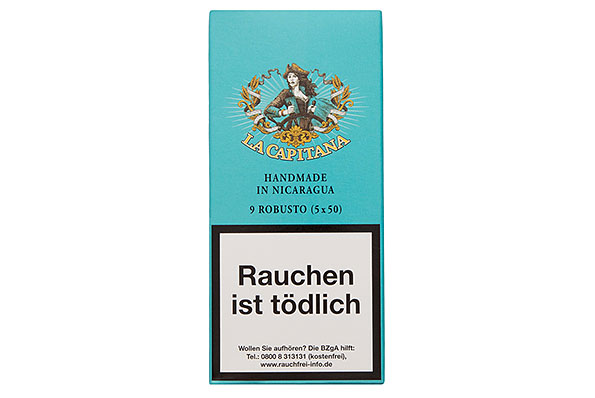 LA CAPITANA
HANDMADE
IN NICARAGUA
9 ROBUSTO (5 x 50)
Rauchen
ist tödlich
Wollen Sie aufhören? Die BZgA hilft:
Tel.: 0800 8 313131 (kostenfrei),
www.rauchfrei-info.de